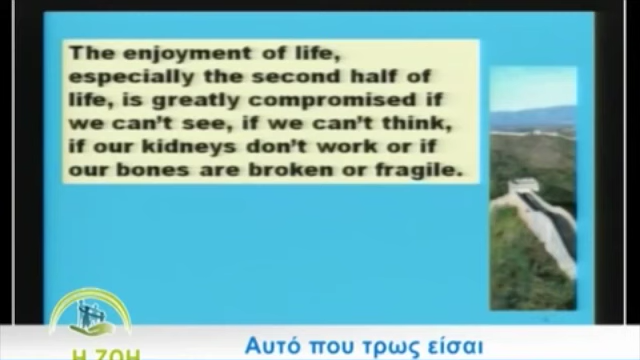 The enjoyment of life,
especially the second half of
life, is greatly compromised if
we can't see, if we can't think,
if our kidneys don't work or if
our bones are broken or fragile.
Αυτό που τρως είσαι
Η ΖΩΗ